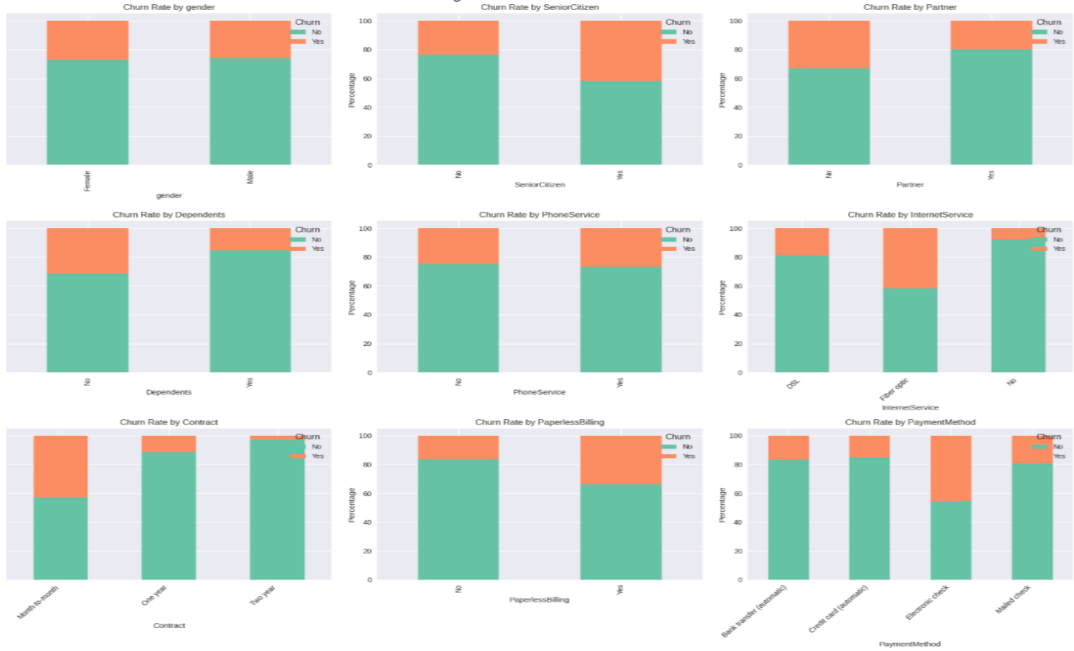 Churn Rate by gender
Churn
No
Yes
Female
Male
gender
Churn Rate by SeniorCitizen
Percentage
100
80
60
40
20
0
Churn
No
Yes
No
Yes
SeniorCitizen
Churn Rate by Partner
Percentage
100
80
60
40
20
0
Churn
No
Yes
No
Yes
Partner
Churn Rate by Dependents
Churn
No
Yes
No
Yes
Dependents
Churn Rate by PhoneService
Percentage
100
80
60
40
20
0
Churn
No
Yes
No
Yes
PhoneService
Churn Rate by InternetService
Percentage
100
80
60
40
20
0
Churn
No
Yes
DSL
Fiber optic
No
InternetService
Churn Rate by Contract
Churn
No
Yes
Month-to-month
One year
Two year
Contract
Churn Rate by PaperlessBilling
Percentage
100
80
60
40
20
0
Churn
No
Yes
No
Yes
PaperlessBilling
Churn Rate by PaymentMethod
Percentage
100
80
60
40
20
0
Churn
No
Yes
Bank transfer (automatic)
Credit card (automatic)
Electronic check
Mailed check
PaymentMethod